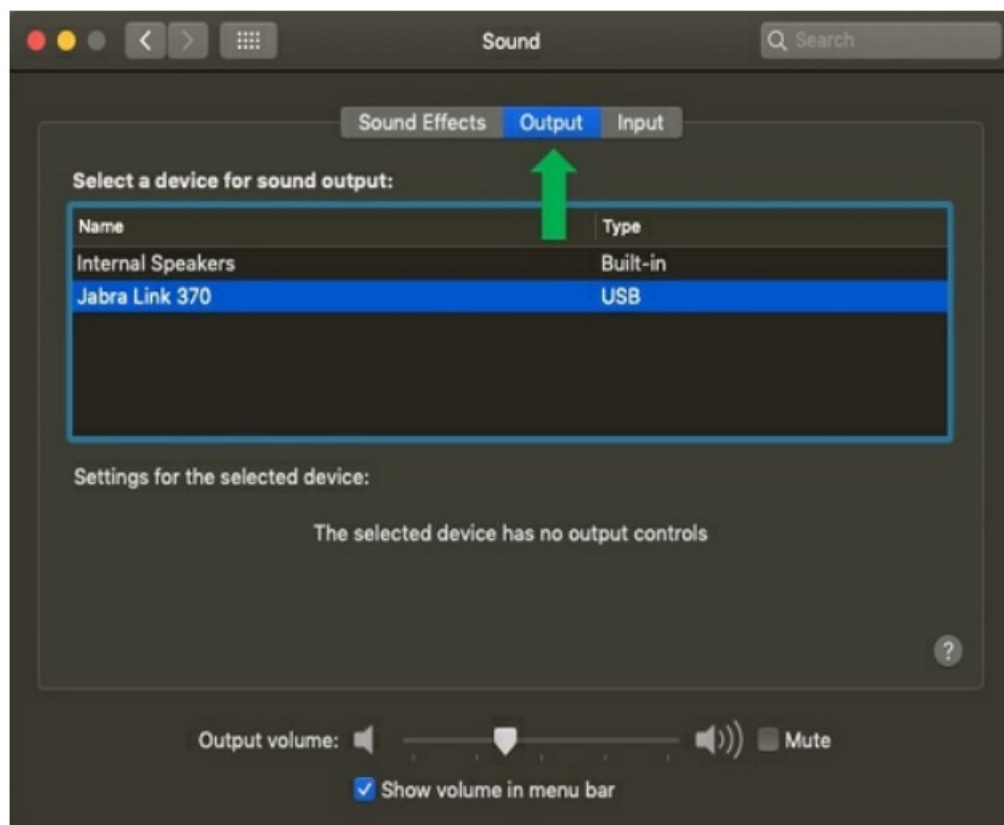 Sound
Search
Sound Effects Output Input
Select a device for sound output:
Name Type
Internal Speakers Built-in
Jabra Link 370 USB
Settings for the selected device:
The selected device has no output controls
?
Output volume: Mute
Show volume in menu bar